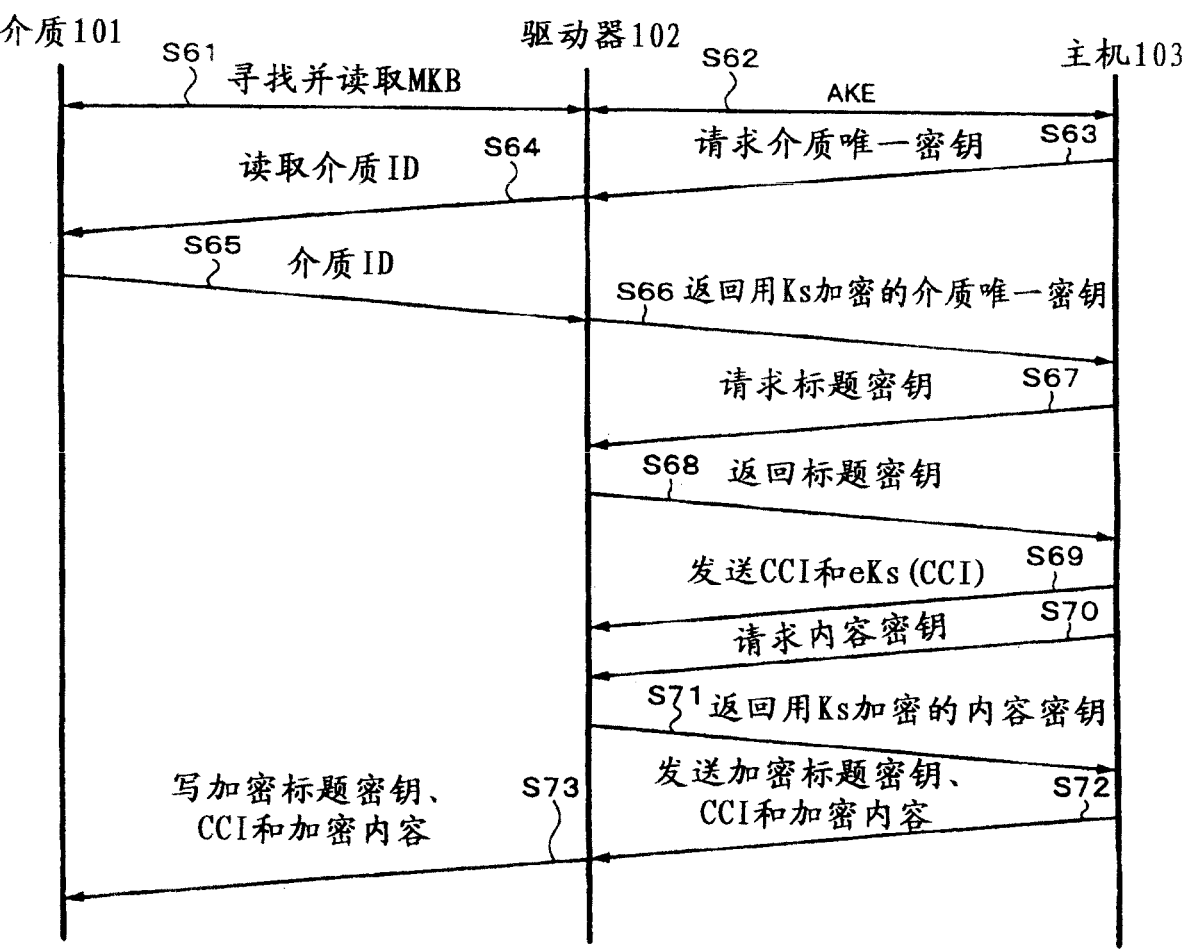 介质101
驱动器102
主机103
S61
寻找并读取MKB
S62
AKE
请求介质唯一密钥
S63
读取介质ID
S64
S65
介质ID
S66 返回用Ks加密的介质唯一密钥
请求标题密钥
S67
S68
返回标题密钥
发送CCI和eKs(CCI)
S69
请求内容密钥
S70
S71
返回用Ks加密的内容密钥
发送加密标题密钥、
CCI和加密内容
S72
写加密标题密钥、
CCI和加密内容
S73